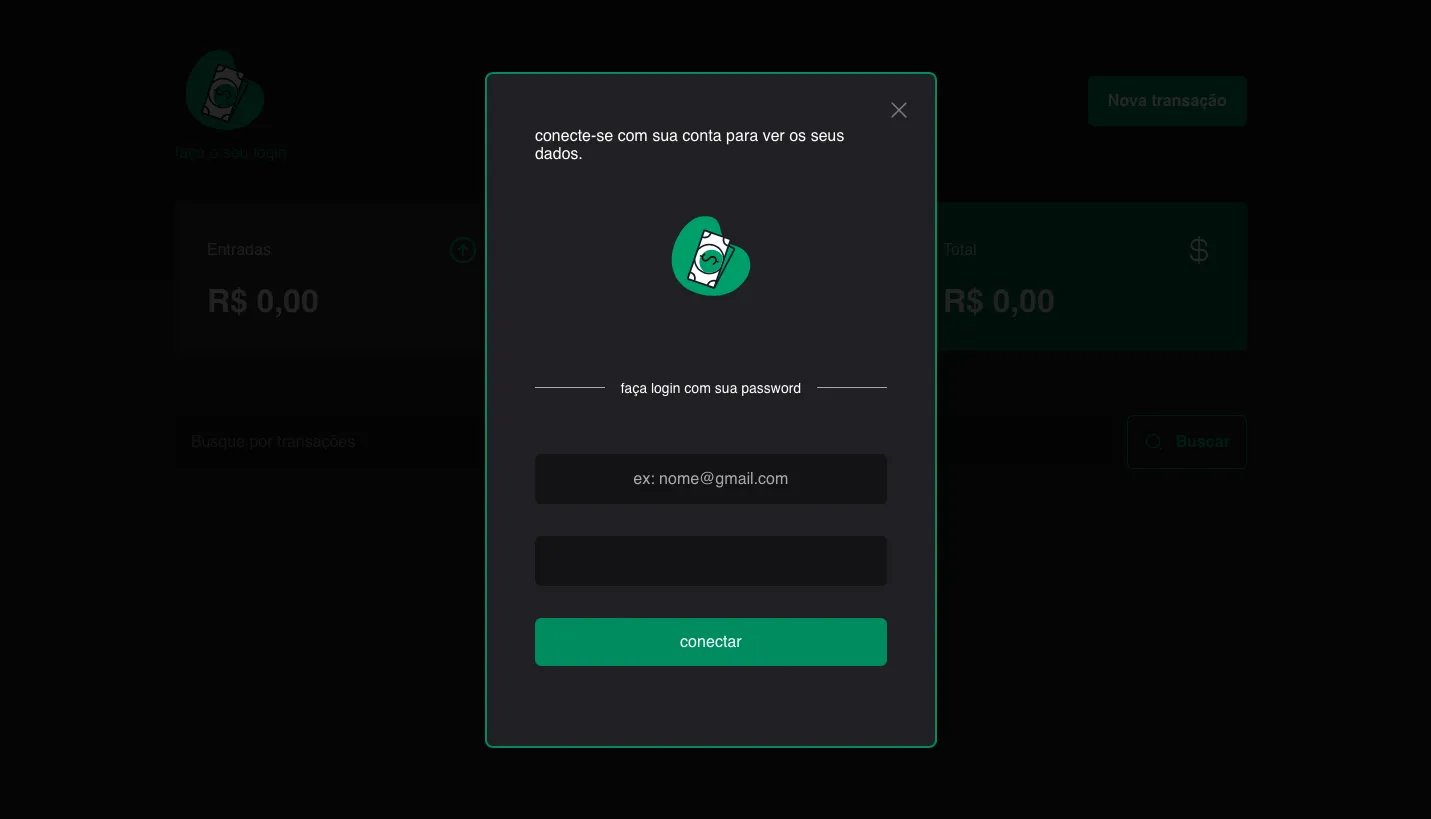 Nova transação
faça o seu login
conecte-se com sua conta para ver os seus
dados.
Entradas
R$ 0,00
Total
$
R$ 0,00
faça login com sua password
Busque por transações
Buscar
ex: nome@gmail.com
conectar